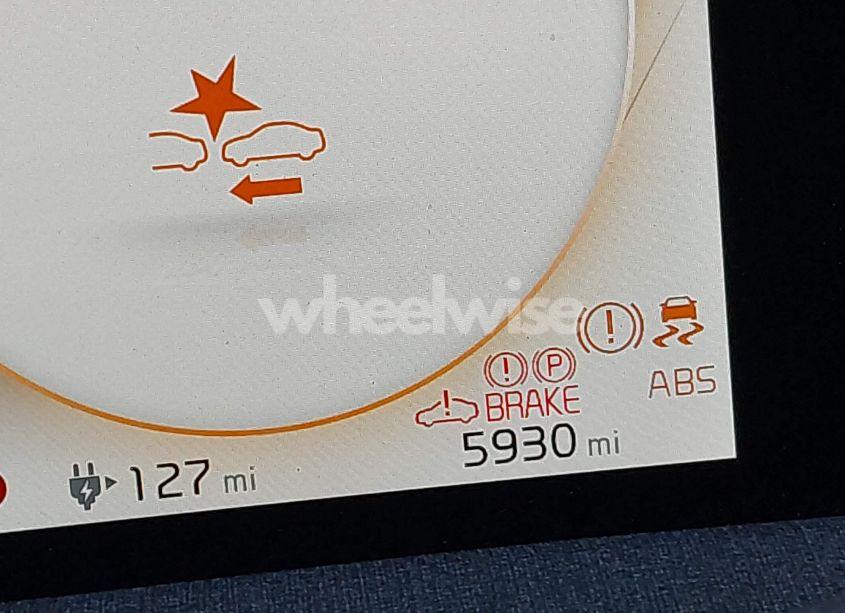 wheelwise
ABS
P
BRAKE
5930 mi
127 mi